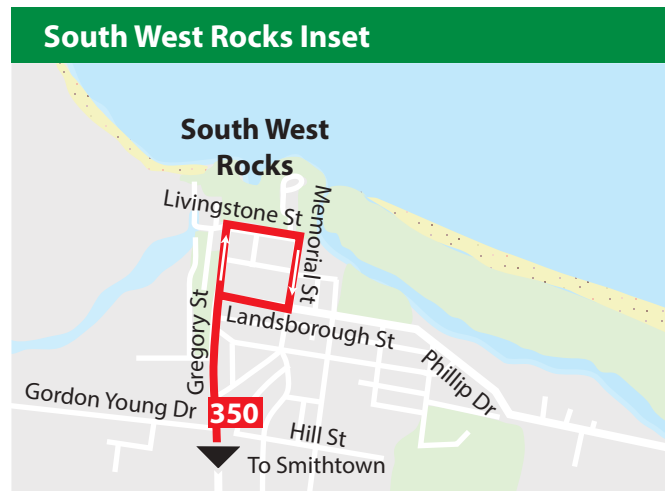 South West Rocks Inset
South West
Rocks
Livingstone St
Memorial St
Landsborough St
Gregory St
Phillip Dr
Gordon Young Dr
350
Hill St
To Smithtown